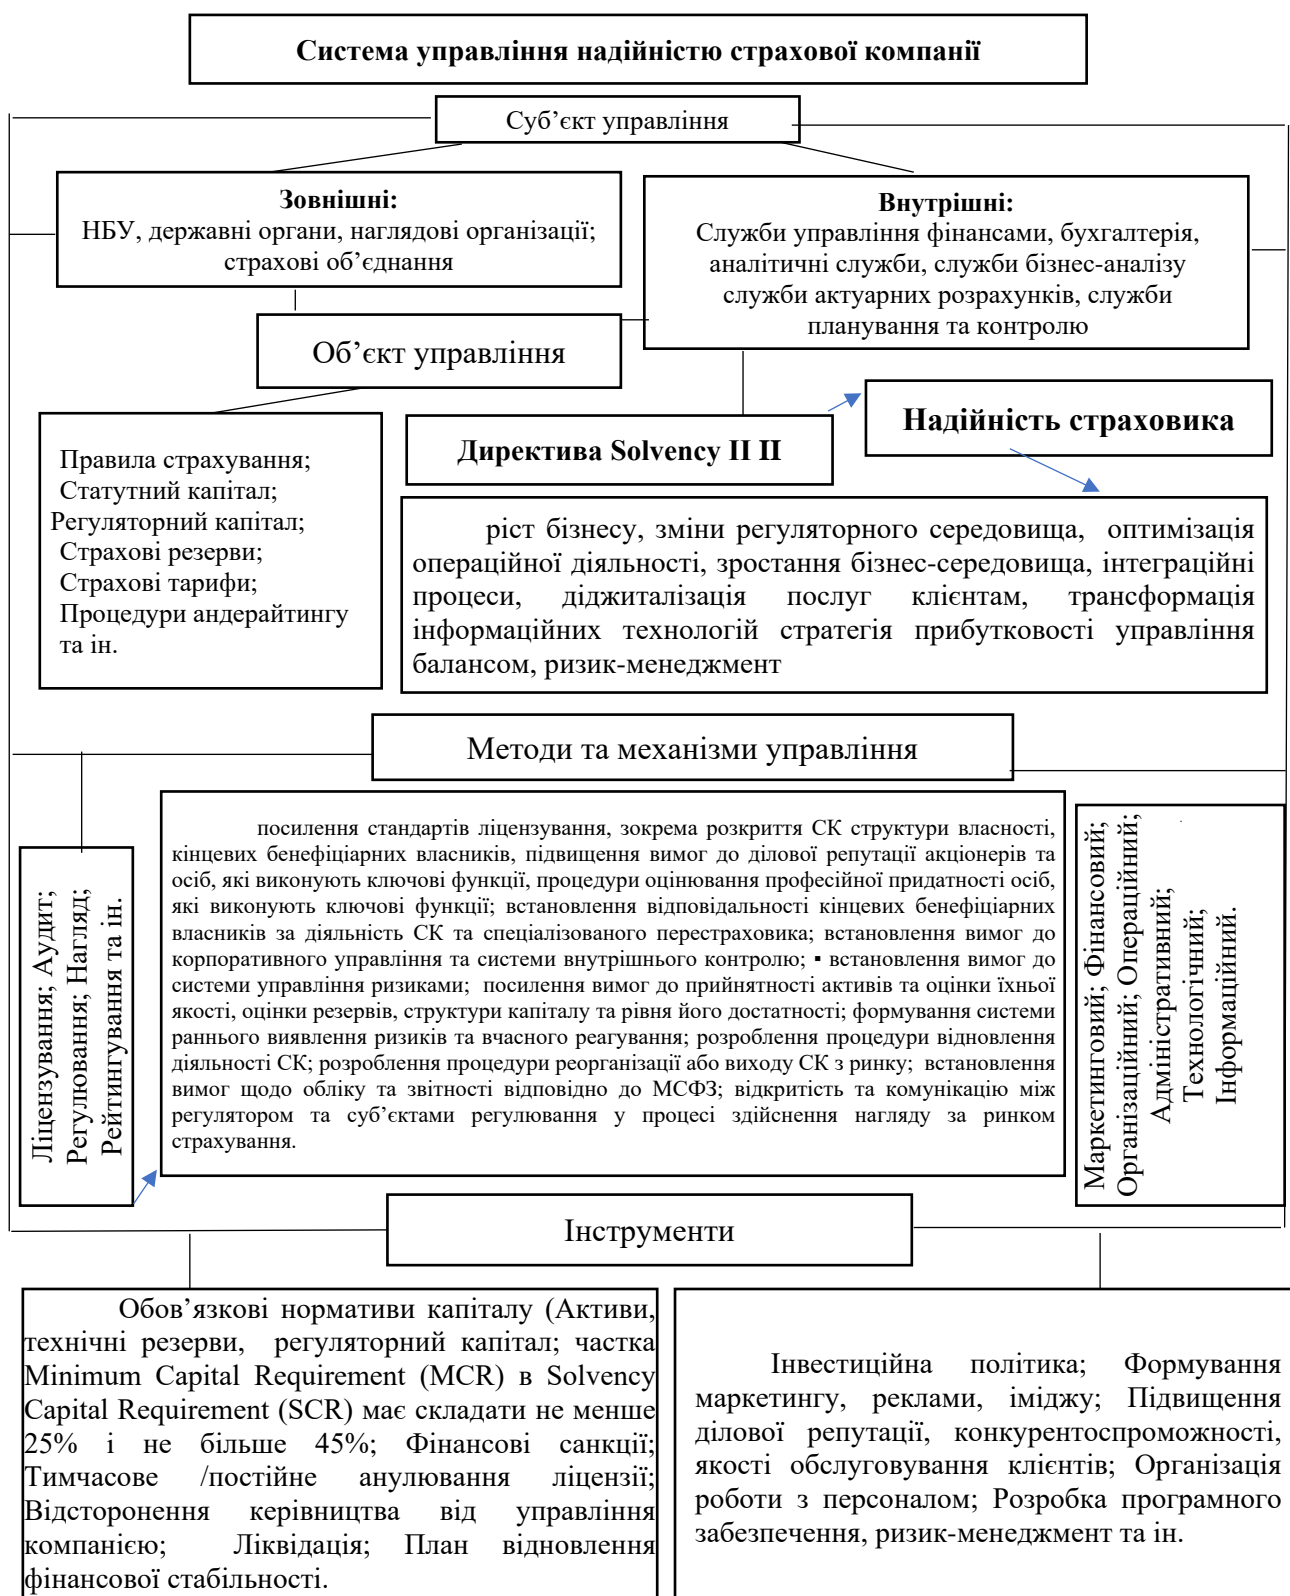 Система управління надійністю страхової компанії
Суб’єкт управління
Зовнішні:
НБУ, державні органи, наглядові організації;
страхові об’єднання
Внутрішні:
Служби управління фінансами, бухгалтерія,
аналітичні служби, служби бізнес-аналізу
служби актуарних розрахунків, служби
планування та контролю
Об’єкт управління
Правила страхування;
Статутний капітал;
Регуляторний капітал;
Страхові резерви;
Страхові тарифи;
Процедури андерайтингу
та ін.
Директива Solvency II II
Надійність страховика
ріст бізнесу, зміни регуляторного середовища, оптимізація
операційної діяльності, зростання бізнес-середовища, інтеграційні
процеси, діджиталізація послуг клієнтам, трансформація
інформаційних технологій стратегія прибутковості управління
балансом, ризик-менеджмент
Методи та механізми управління
Ліцензування; Аудит;
Регулювання; Нагляд;
Рейтингування та ін.
посилення стандартів ліцензування, зокрема розкриття СК структури власності,
кінцевих бенефіціарних власників, підвищення вимог до ділової репутації акціонерів та
осіб, які виконують ключові функції, процедури оцінювання професійної придатності осіб,
які виконують ключові функції; встановлення відповідальності кінцевих бенефіціарних
власників за діяльність СК та спеціалізованого перестраховика; встановлення вимог до
корпоративного управління та системи внутрішнього контролю; ▪ встановлення вимог до
системи управління ризиками; посилення вимог до прийнятності активів та оцінки їхньої
якості, оцінки резервів, структури капіталу та рівня його достатності; формування системи
раннього виявлення ризиків та вчасного реагування; розроблення процедури відновлення
діяльності СК; розроблення процедури реорганізації або виходу СК з ринку; встановлення
вимог щодо обліку та звітності відповідно до МСФЗ; відкритість та комунікацію між
регулятором та суб’єктами регулювання у процесі здійснення нагляду за ринком
страхування.
Маркетинговий; Фінансовий;
Організаційний; Операційний;
Адміністративний;
Технологічний;
Інформаційний.
Інструменти
Обов’язкові нормативи капіталу (Активи,
технічні резерви, регуляторний капітал; частка
Minimum Capital Requirement (MCR) в Solvency
Capital Requirement (SCR) має складати не менше
25% і не більше 45%; Фінансові санкції;
Тимчасове /постійне анулювання ліцензії;
Відсторонення керівництва від управління
компанією; Ліквідація; План відновлення
фінансової стабільності.
Інвестиційна політика; Формування
маркетингу, реклами, іміджу; Підвищення
ділової репутації, конкурентоспроможності,
якості обслуговування клієнтів; Організація
роботи з персоналом; Розробка програмного
забезпечення, ризик-менеджмент та ін.